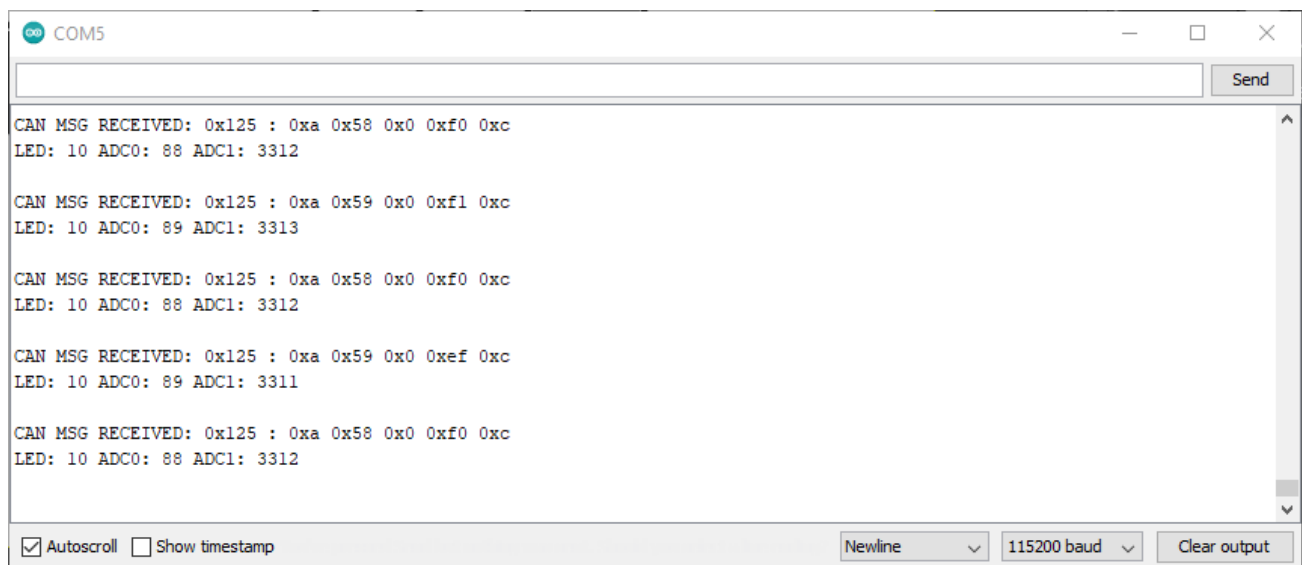 COM5
Send
CAN MSG RECEIVED: 0x125 : 0xa 0x58 0x0 0xf0 0xc
LED: 10 ADC0: 88 ADC1: 3312
CAN MSG RECEIVED: 0x125 : 0xa 0x59 0x0 0xf1 0xc
LED: 10 ADC0: 89 ADC1: 3313
CAN MSG RECEIVED: 0x125 : 0xa 0x58 0x0 0xf0 0xc
LED: 10 ADC0: 88 ADC1: 3312
CAN MSG RECEIVED: 0x125 : 0xa 0x59 0x0 0xef 0xc
LED: 10 ADC0: 89 ADC1: 3311
CAN MSG RECEIVED: 0x125 : 0xa 0x58 0x0 0xf0 0xc
LED: 10 ADC0: 88 ADC1: 3312
Autoscroll Show timestamp Newline 115200 baud Clear output